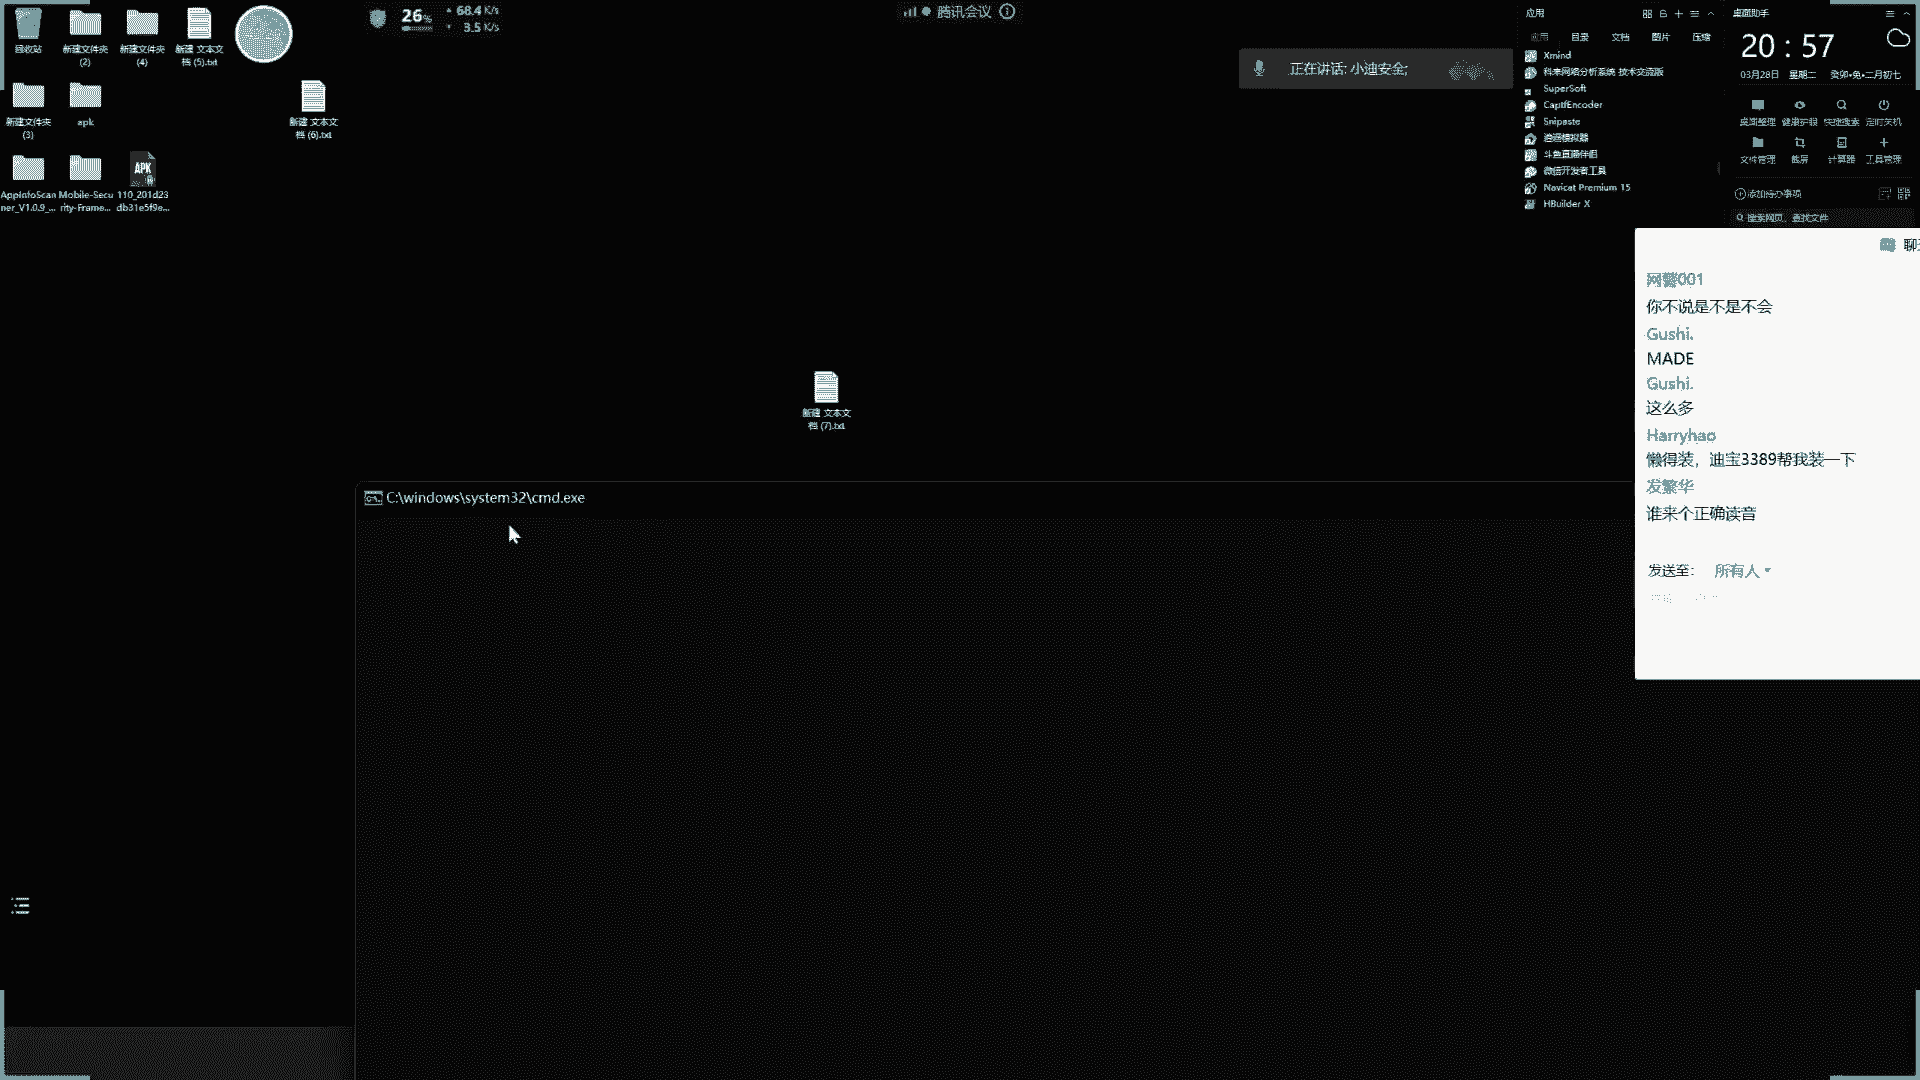 回收站
新建文件夹
(2)
新建文件夹
(4)
新建 文本文
档 (5).txt
新建文件夹
(3)
apk
新建 文本文
档 (6).txt
AppInfoScan
ner_V1.0.9_...
Mobile-Secu
rity-Frame...
APK
110_201d23
db31e5f9e...
26%
68.4 K/s
3.5 K/s
腾讯会议
正在讲话: 小迪安全;
应用
应用 目录 文档 图片 压缩
Xmind
科来网络分析系统 技术交流版
SuperSoft
CaptfEncoder
Snipaste
逍遥模拟器
斗鱼直播伴侣
微信开发者工具
Navicat Premium 15
HBuilder X
桌面助手
20 : 57
03月28日 星期二 癸卯•兔•二月初七
桌面整理 健康护眼 快捷搜索 定时关机
文件管理 截屏 计算器 工具管理
添加待办事项
搜索网页、查找文件
新建 文本文
档 (7).txt
C:\windows\system32\cmd.exe
网警001
你不说是不是不会
Gushi.
MADE
Gushi.
这么多
Harryhao
懒得装，迪宝3389帮我装一下
发繁华
谁来个正确读音
发送至: 所有人